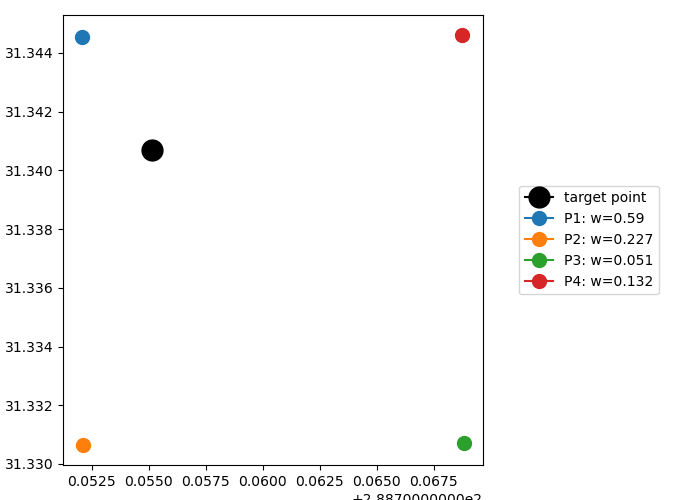 31.344
31.342
31.340
31.338
31.336
31.334
31.332
31.330
0.0525 0.0550 0.0575 0.0600 0.0625 0.0650 0.0675
+2.8870000000e2
target point
P1: w=0.59
P2: w=0.227
P3: w=0.051
P4: w=0.132